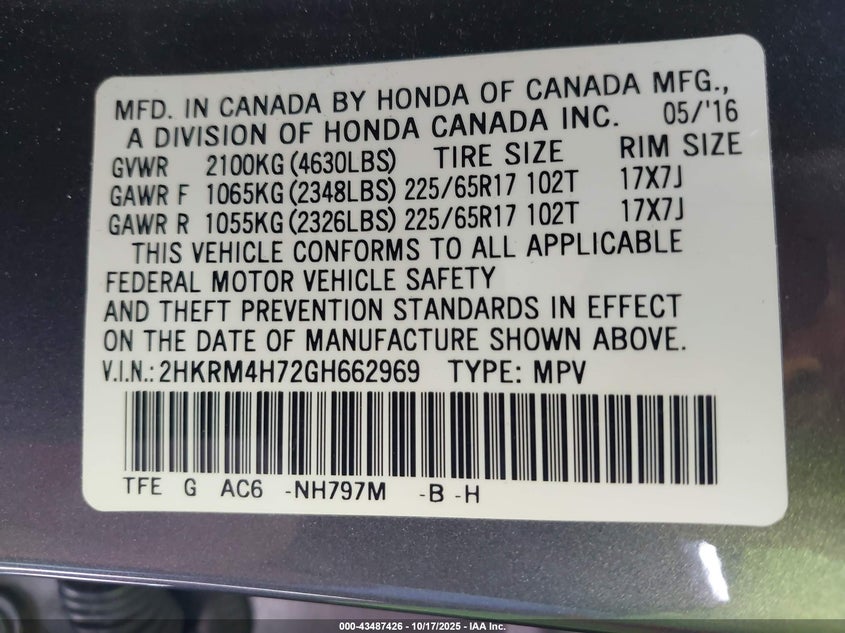 MFD. IN CANADA BY HONDA OF CANADA MFG.,
A DIVISION OF HONDA CANADA INC. 05/'16
GVWR 2100KG (4630LBS) TIRE SIZE RIM SIZE
GAWR F 1065KG (2348LBS) 225/65R17 102T 17X7J
GAWR R 1055KG (2326LBS) 225/65R17 102T 17X7J
THIS VEHICLE CONFORMS TO ALL APPLICABLE
FEDERAL MOTOR VEHICLE SAFETY
AND THEFT PREVENTION STANDARDS IN EFFECT
ON THE DATE OF MANUFACTURE SHOWN ABOVE.
V.I.N.: 2HKRM4H72GH662969 TYPE: MPV
TFE G AC6 -NH797M -B -H
000-43487426 - 10/17/2025 - IAA Inc.